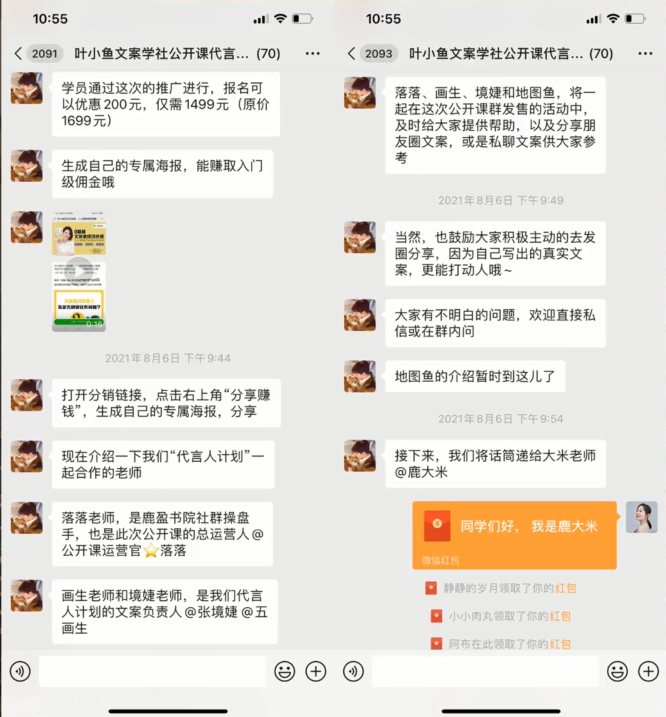 10:55
2091
叶小鱼文案学社公开课代言... (70)
学员通过这次的推广进行，报名可
以优惠200元，仅需1499元（原价
1699元）
生成自己的专属海报，能赚取入门
级佣金哦
0:16
2021年8月6日 下午9:44
打开分销链接，点击右上角“分享赚
钱”，生成自己的专属海报，分享
现在介绍一下我们“代言人计划”一
起合作的老师
落落老师，是鹿盈书院社群操盘
手，也是此次公开课的总运营人@
公开课运营官⭐落落
画生老师和境婕老师，是我们代言
人计划的文案负责人@张境婕 @五
画生
10:55
2093
叶小鱼文案学社公开课代言... (70)
落落、画生、境婕和地图鱼，将一
起在这次公开课群发售的活动中，
及时给大家提供帮助，以及分享朋
友圈文案，或是私聊文案供大家参
考
2021年8月6日 下午9:49
当然，也鼓励大家积极主动的去发
圈分享，因为自己写出的真实文
案，更能打动人哦~
大家有不明白的问题，欢迎直接私
信或在群内问
地图鱼的介绍暂时到这儿了
2021年8月6日 下午9:54
接下来，我们将话筒递给大米老师
@鹿大米
同学们好，我是鹿大米
微信红包
静静的岁月领取了你的红包
小小肉丸领取了你的红包
阿布在此领取了你的红包